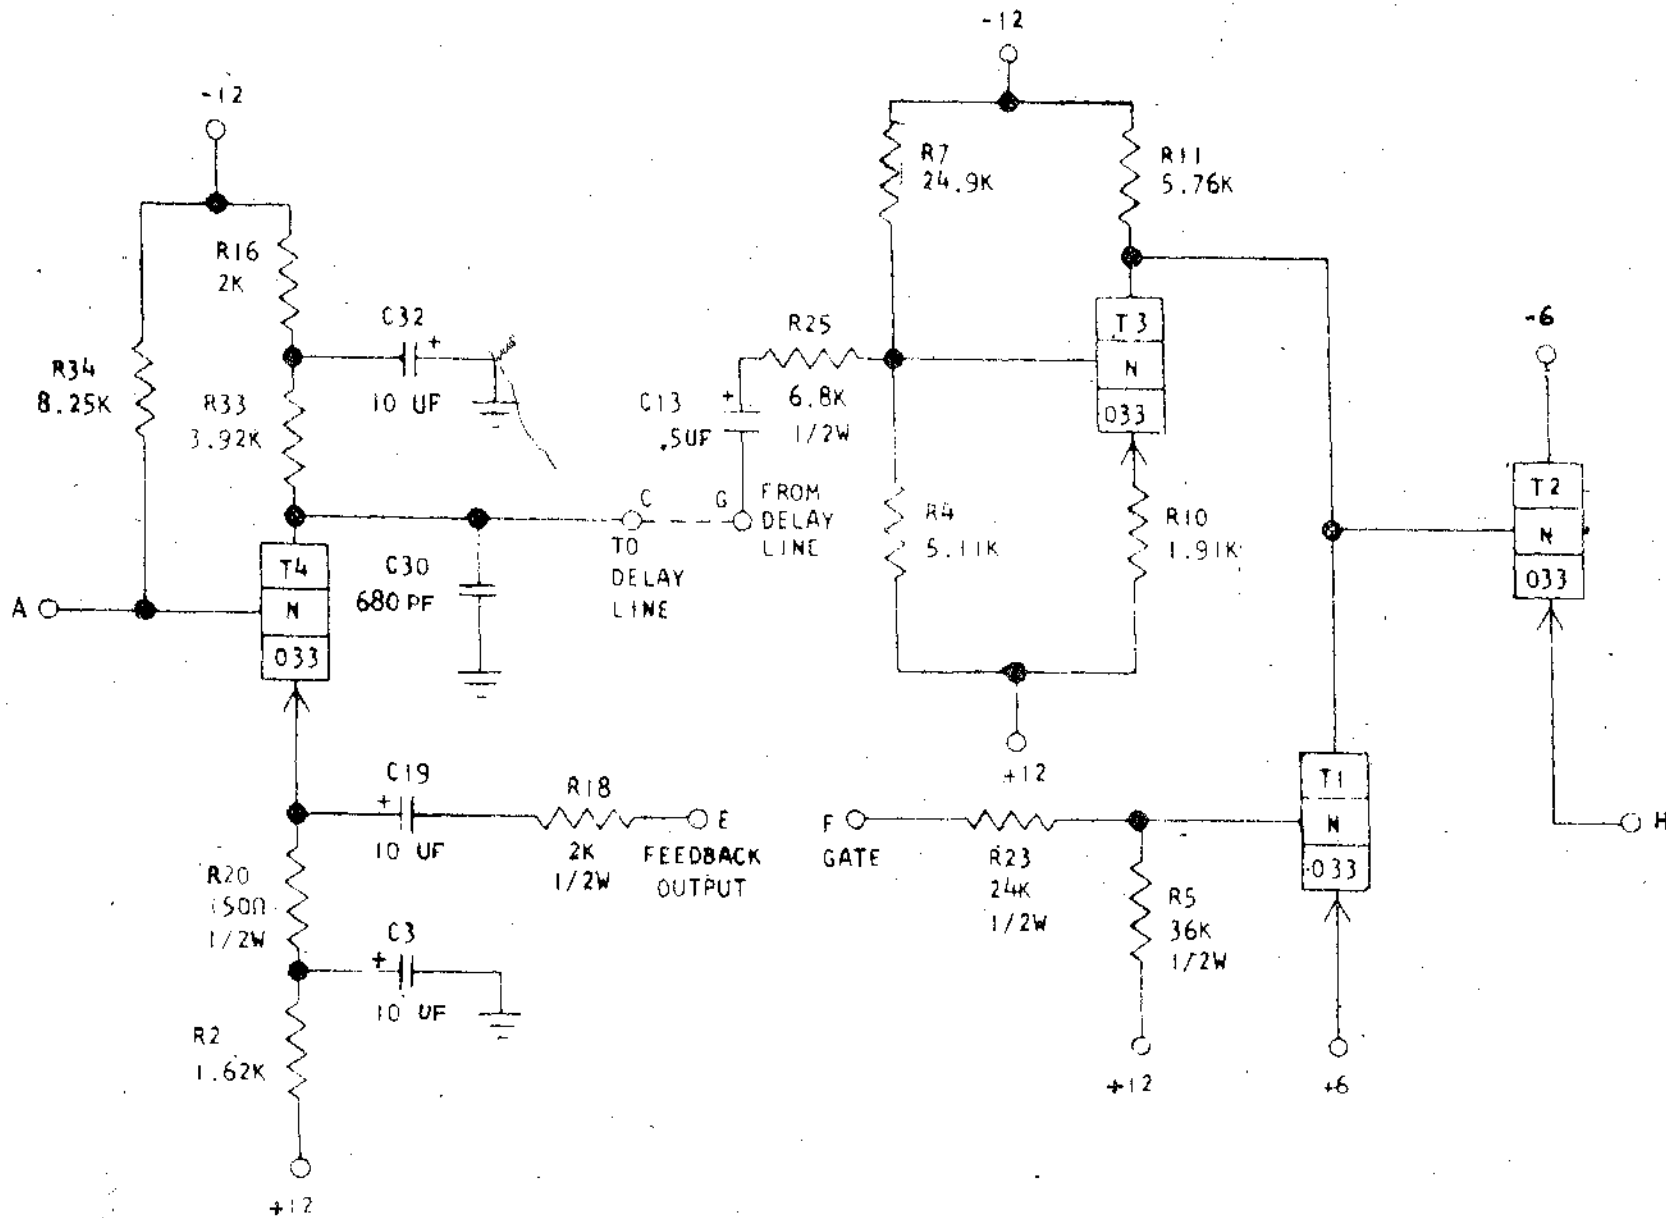 -12
-12
R7
24.9K
R11
5.76K
R16
2K
C32
+
10 UF
R34
8.25K
R33
3.92K
R25
6.8K
1/2W
C13
+
.5UF
T3
N
033
-6
T2
N
033
C
TO
DELAY
LINE
G
FROM
DELAY
LINE
R4
5.11K
R10
1.91K
A
T4
N
033
C30
680 PF
+12
C19
+
10 UF
R18
2K
1/2W
E
FEEDBACK
OUTPUT
F
GATE
R23
24K
1/2W
T1
N
033
H
R20
150Ω
1/2W
C3
+
10 UF
R5
36K
1/2W
R2
1.62K
+12
+6
+12